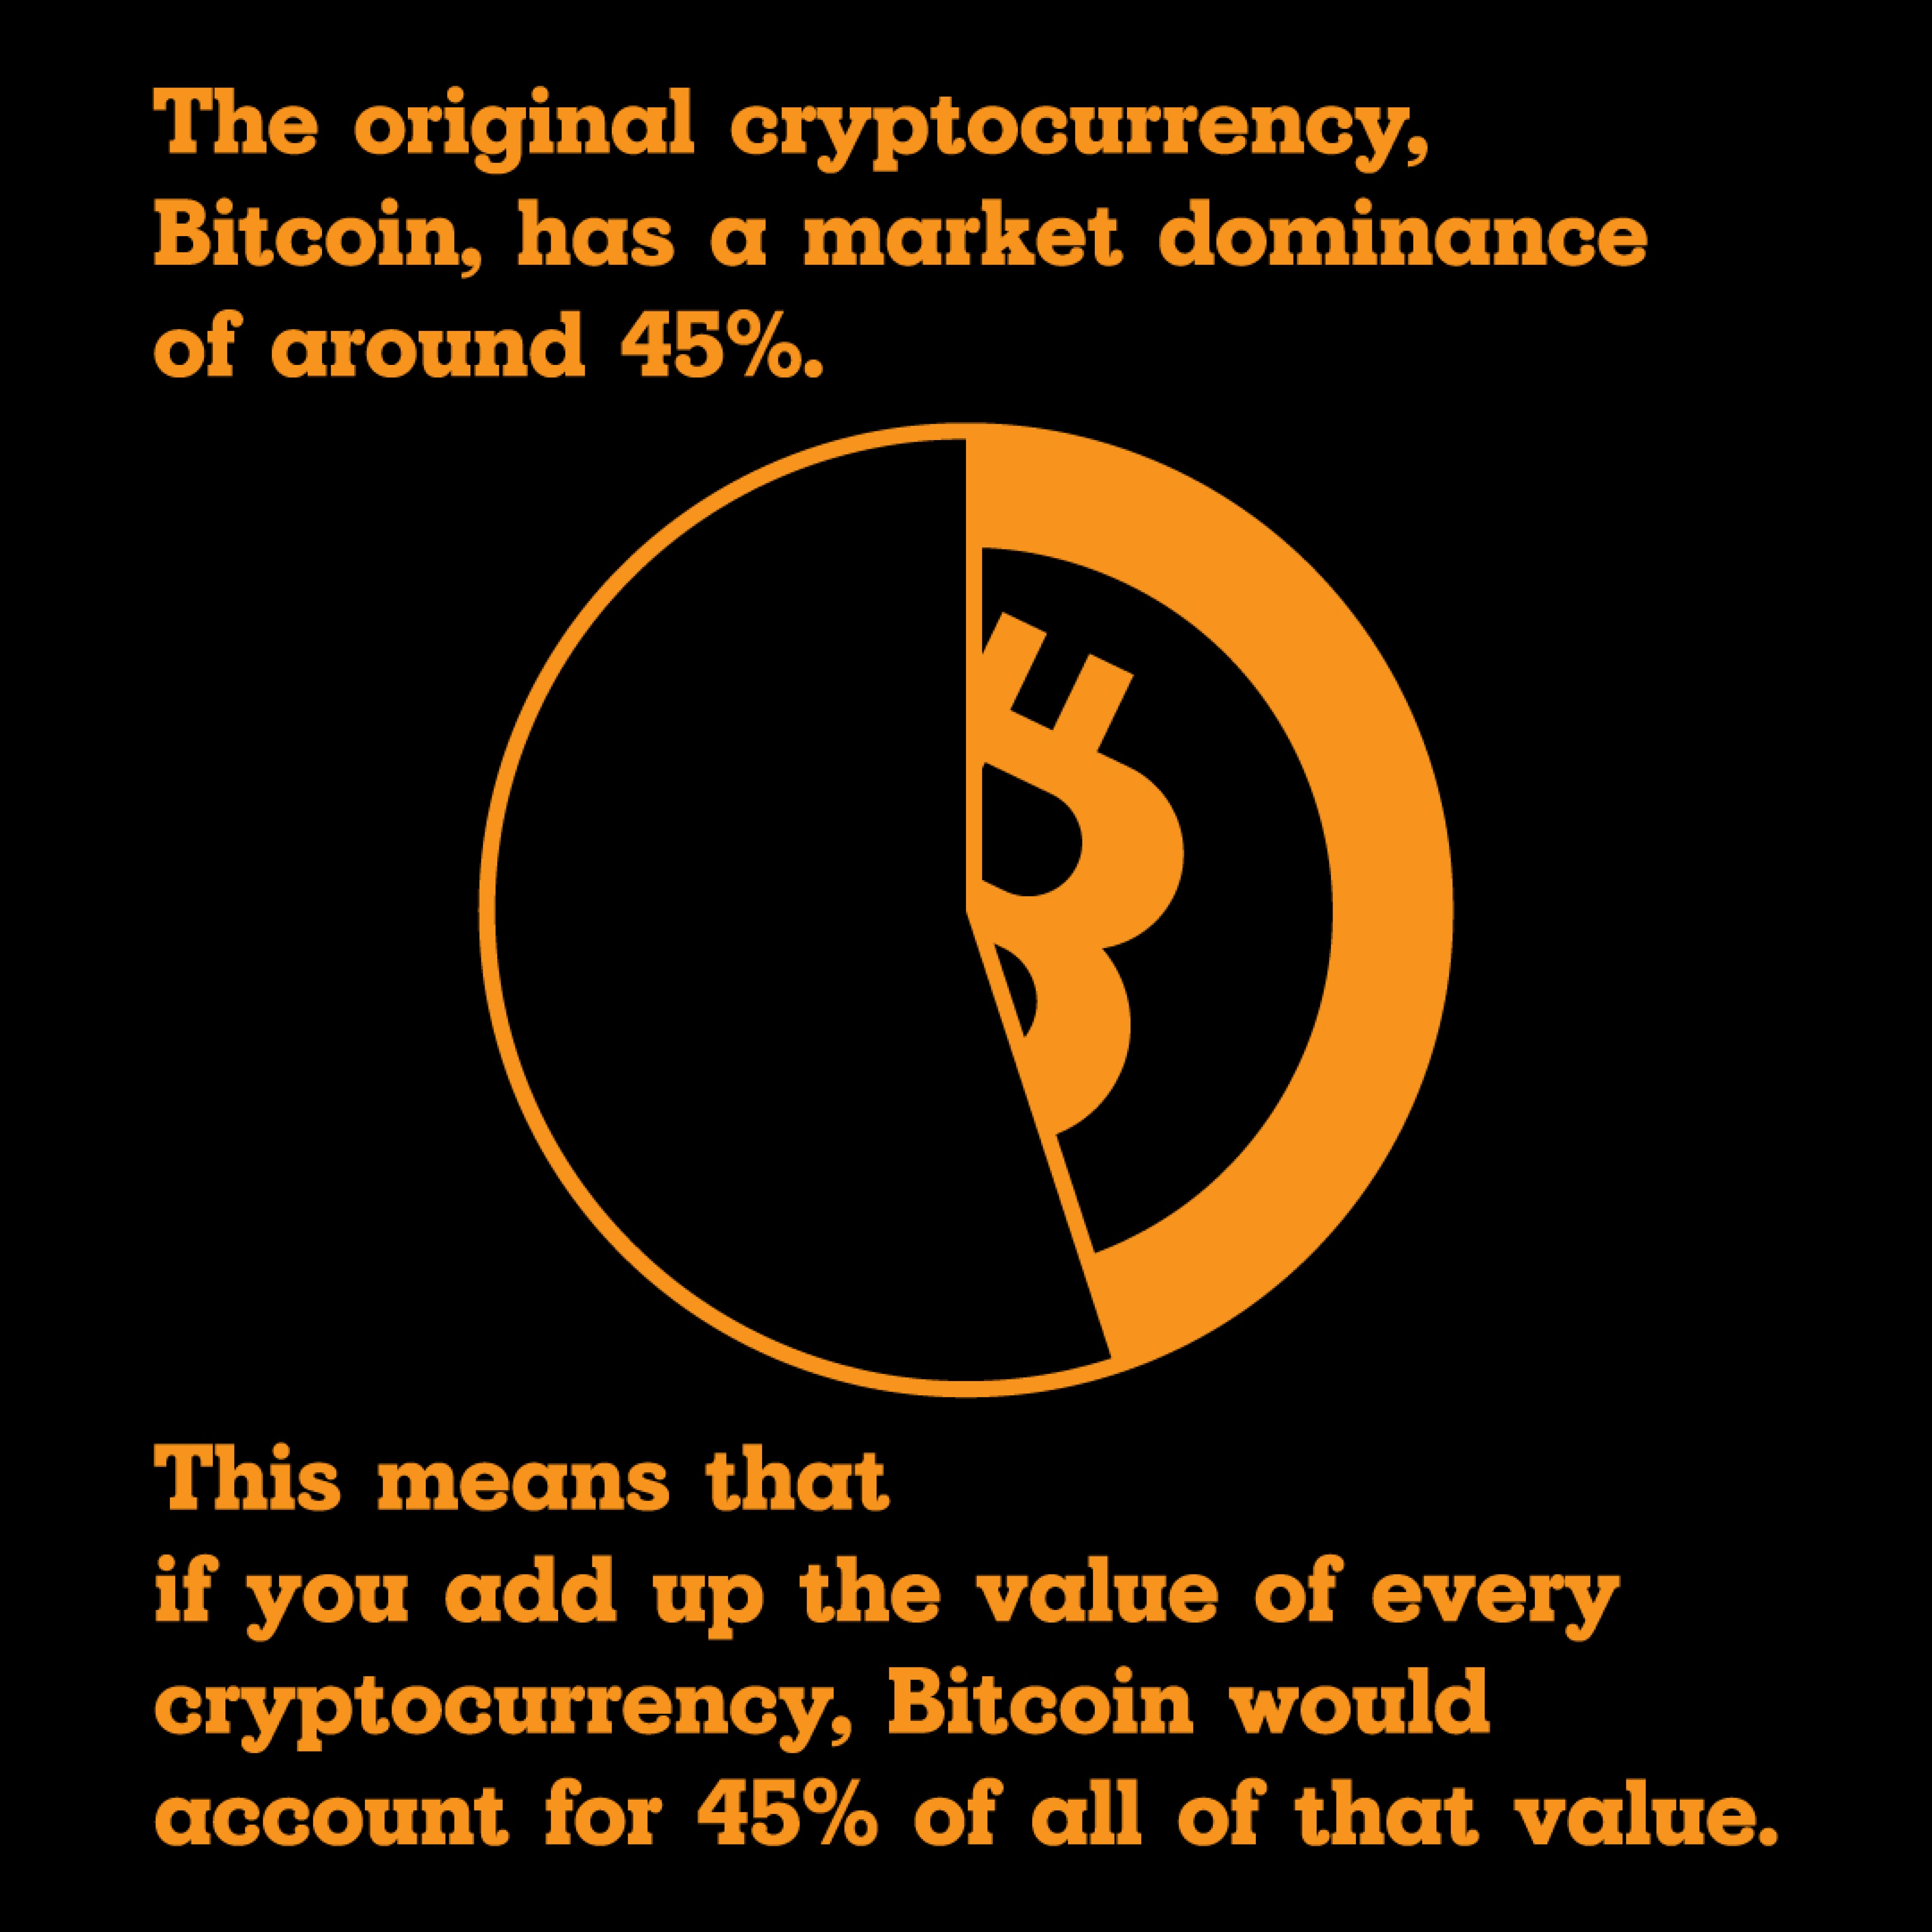 The original cryptocurrency,
Bitcoin, has a market dominance
of around 45%.
This means that
if you add up the value of every
cryptocurrency, Bitcoin would
account for 45% of all of that value.